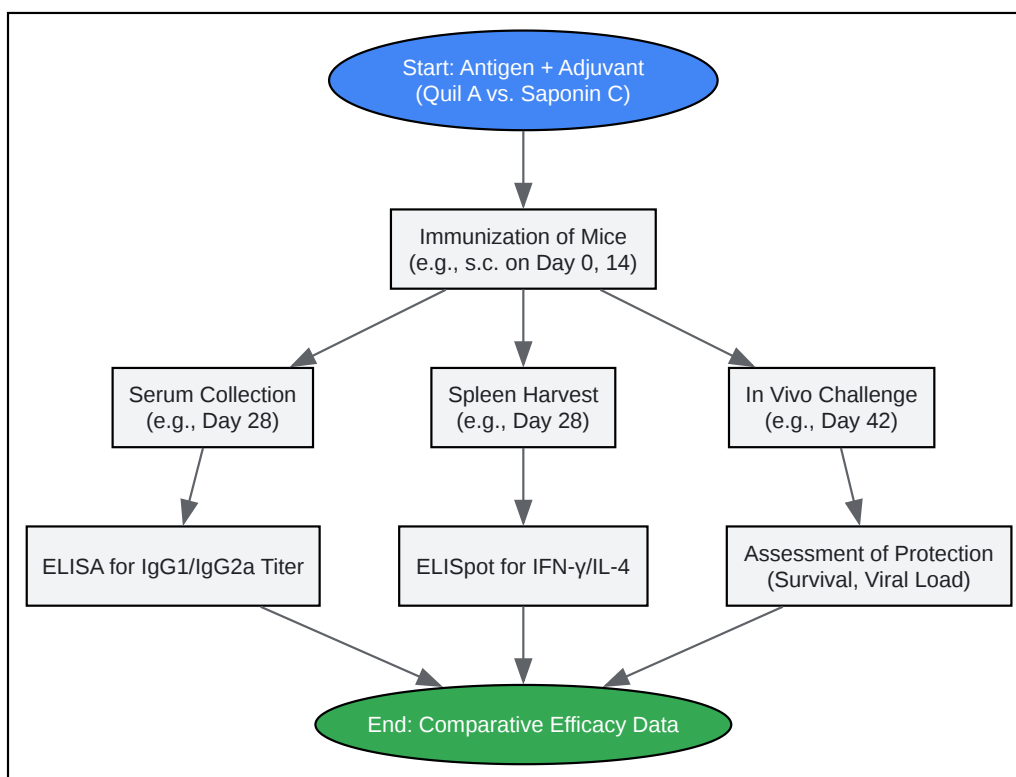 Start: Antigen + Adjuvant
(Quil A vs. Saponin C)
Immunization of Mice
(e.g., s.c. on Day 0, 14)
Serum Collection
(e.g., Day 28)
Spleen Harvest
(e.g., Day 28)
In Vivo Challenge
(e.g., Day 42)
ELISA for IgG1/IgG2a Titer
ELISpot for IFN-γ/IL-4
Assessment of Protection
(Survival, Viral Load)
End: Comparative Efficacy Data